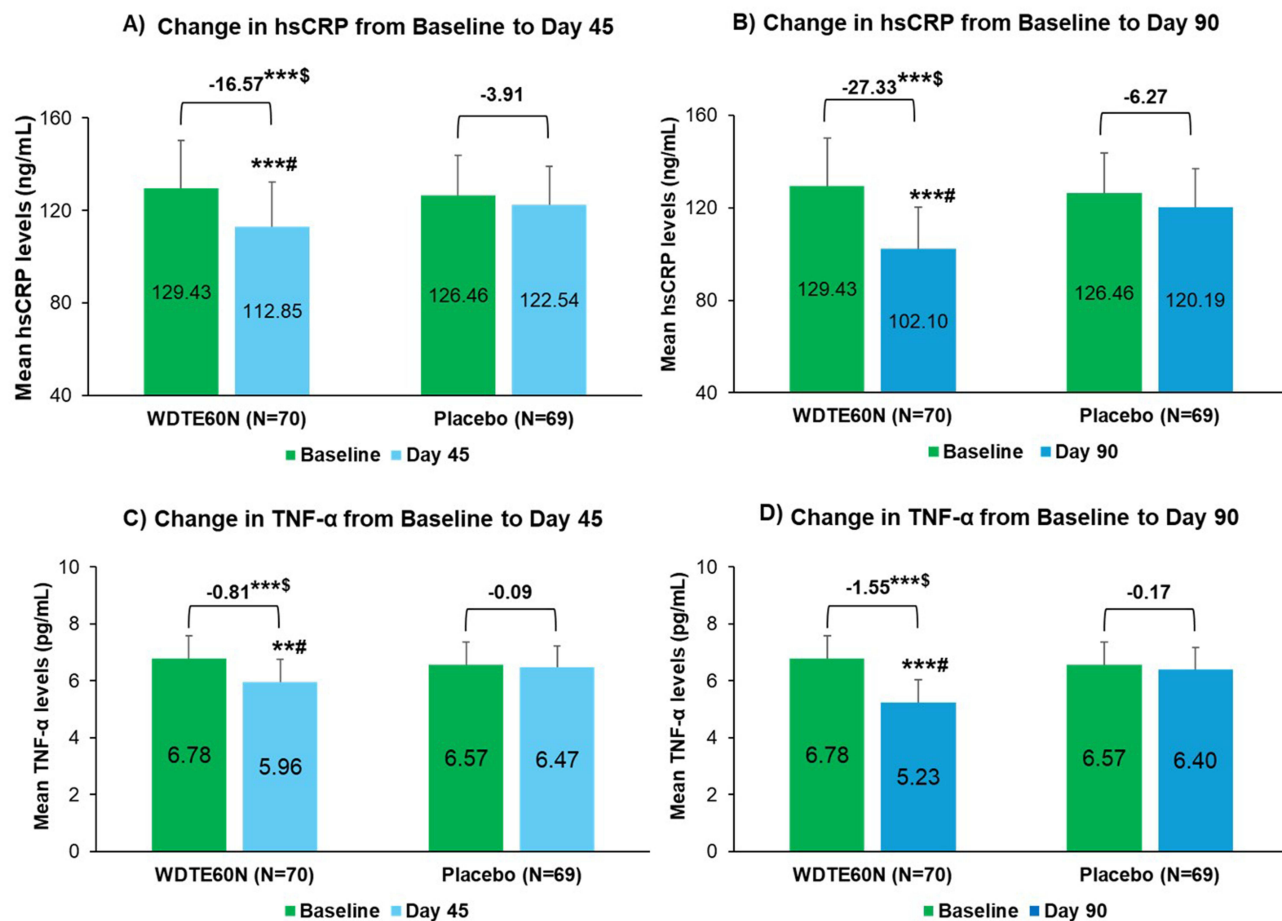 A) Change in hsCRP from Baseline to Day 45
-16.57***$
-3.91
Mean hsCRP levels (ng/mL)
160
120
80
40
***#
129.43
112.85
126.46
122.54
WDTE60N (N=70)
Placebo (N=69)
Baseline
Day 45
B) Change in hsCRP from Baseline to Day 90
-27.33***$
-6.27
Mean hsCRP levels (ng/mL)
160
120
80
40
***#
129.43
102.10
126.46
120.19
WDTE60N (N=70)
Placebo (N=69)
Baseline
Day 90
C) Change in TNF-α from Baseline to Day 45
-0.81***$
-0.09
Mean TNF-α levels (pg/mL)
10
8
6
4
2
0
**#
6.78
5.96
6.57
6.47
WDTE60N (N=70)
Placebo (N=69)
Baseline
Day 45
D) Change in TNF-α from Baseline to Day 90
-1.55***$
-0.17
Mean TNF-α levels (pg/mL)
10
8
6
4
2
0
***#
6.78
5.23
6.57
6.40
WDTE60N (N=70)
Placebo (N=69)
Baseline
Day 90